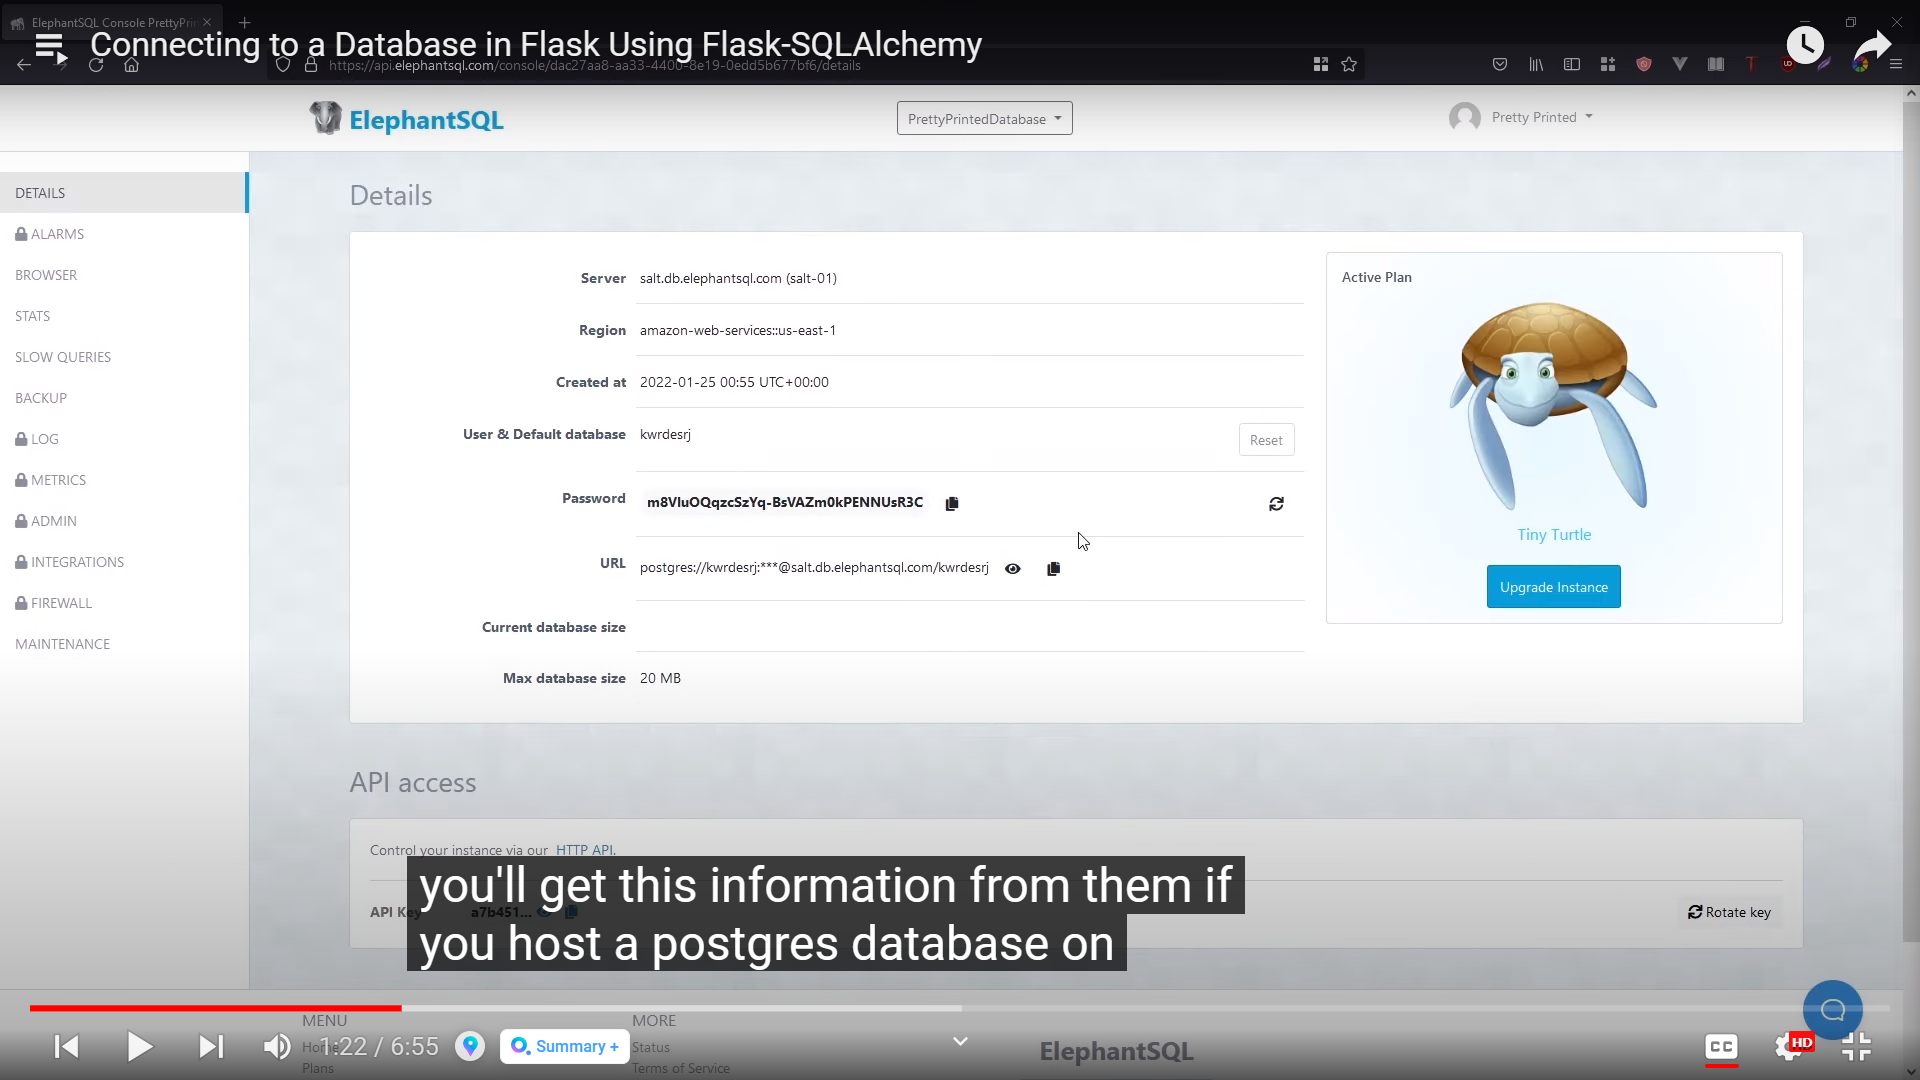 ElephantSQL Console PrettyPri
Connecting to a Database in Flask Using Flask-SQLAlchemy
https://api.elephantsql.com/console/dac27aa8-aa33-4400-8e19-0edd5b677bf6/details
ElephantSQL
PrettyPrintedDatabase
Pretty Printed
DETAILS
ALARMS
BROWSER
STATS
SLOW QUERIES
BACKUP
LOG
METRICS
ADMIN
INTEGRATIONS
FIREWALL
MAINTENANCE
Details
Server salt.db.elephantsql.com (salt-01)
Region amazon-web-services::us-east-1
Created at 2022-01-25 00:55 UTC+00:00
User & Default database kwrdesrj
Reset
Password m8VluOQqzcSzYq-BsVAZm0kPENNUsR3C
URL postgres://kwrdesrj:***@salt.db.elephantsql.com/kwrdesrj
Current database size
Max database size 20 MB
Active Plan
Tiny Turtle
Upgrade Instance
API access
Control your instance via our HTTP API.
API Key a7b451...
Rotate key
you'll get this information from them if
you host a postgres database on
MENU
MORE
1:22 / 6:55
Home
Summary +
Status
ElephantSQL
CC
HD
Plans
Terms of Service